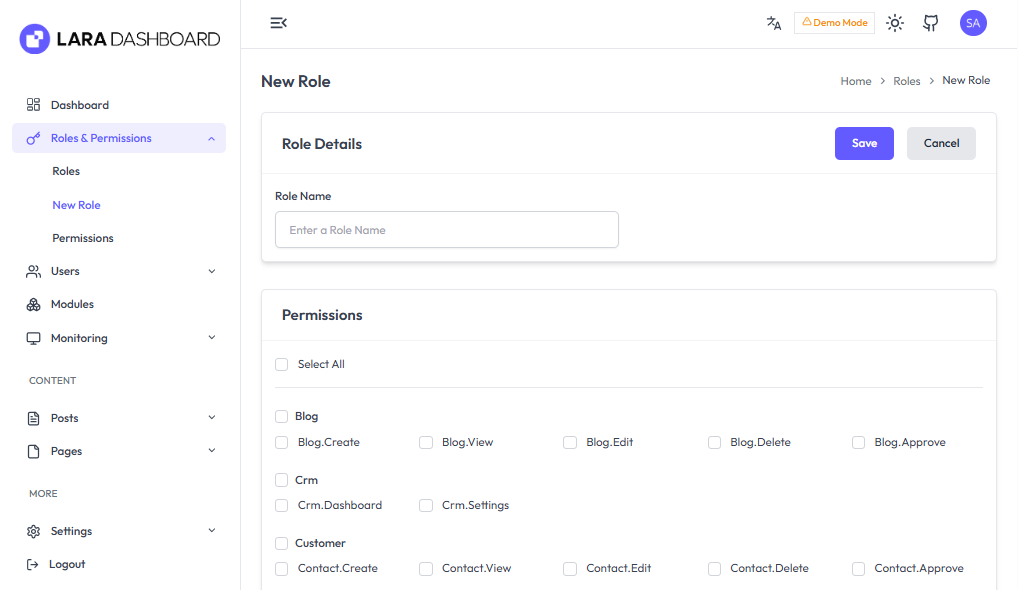 LARA DASHBOARD
Demo Mode
SA
Dashboard
Roles & Permissions
Roles
New Role
Permissions
Users
Modules
Monitoring
CONTENT
Posts
Pages
MORE
Settings
Logout
New Role
Home > Roles > New Role
Role Details
Save Cancel
Role Name
Enter a Role Name
Permissions
Select All
Blog
Blog.Create Blog.View Blog.Edit Blog.Delete Blog.Approve
Crm
Crm.Dashboard Crm.Settings
Customer
Contact.Create Contact.View Contact.Edit Contact.Delete Contact.Approve